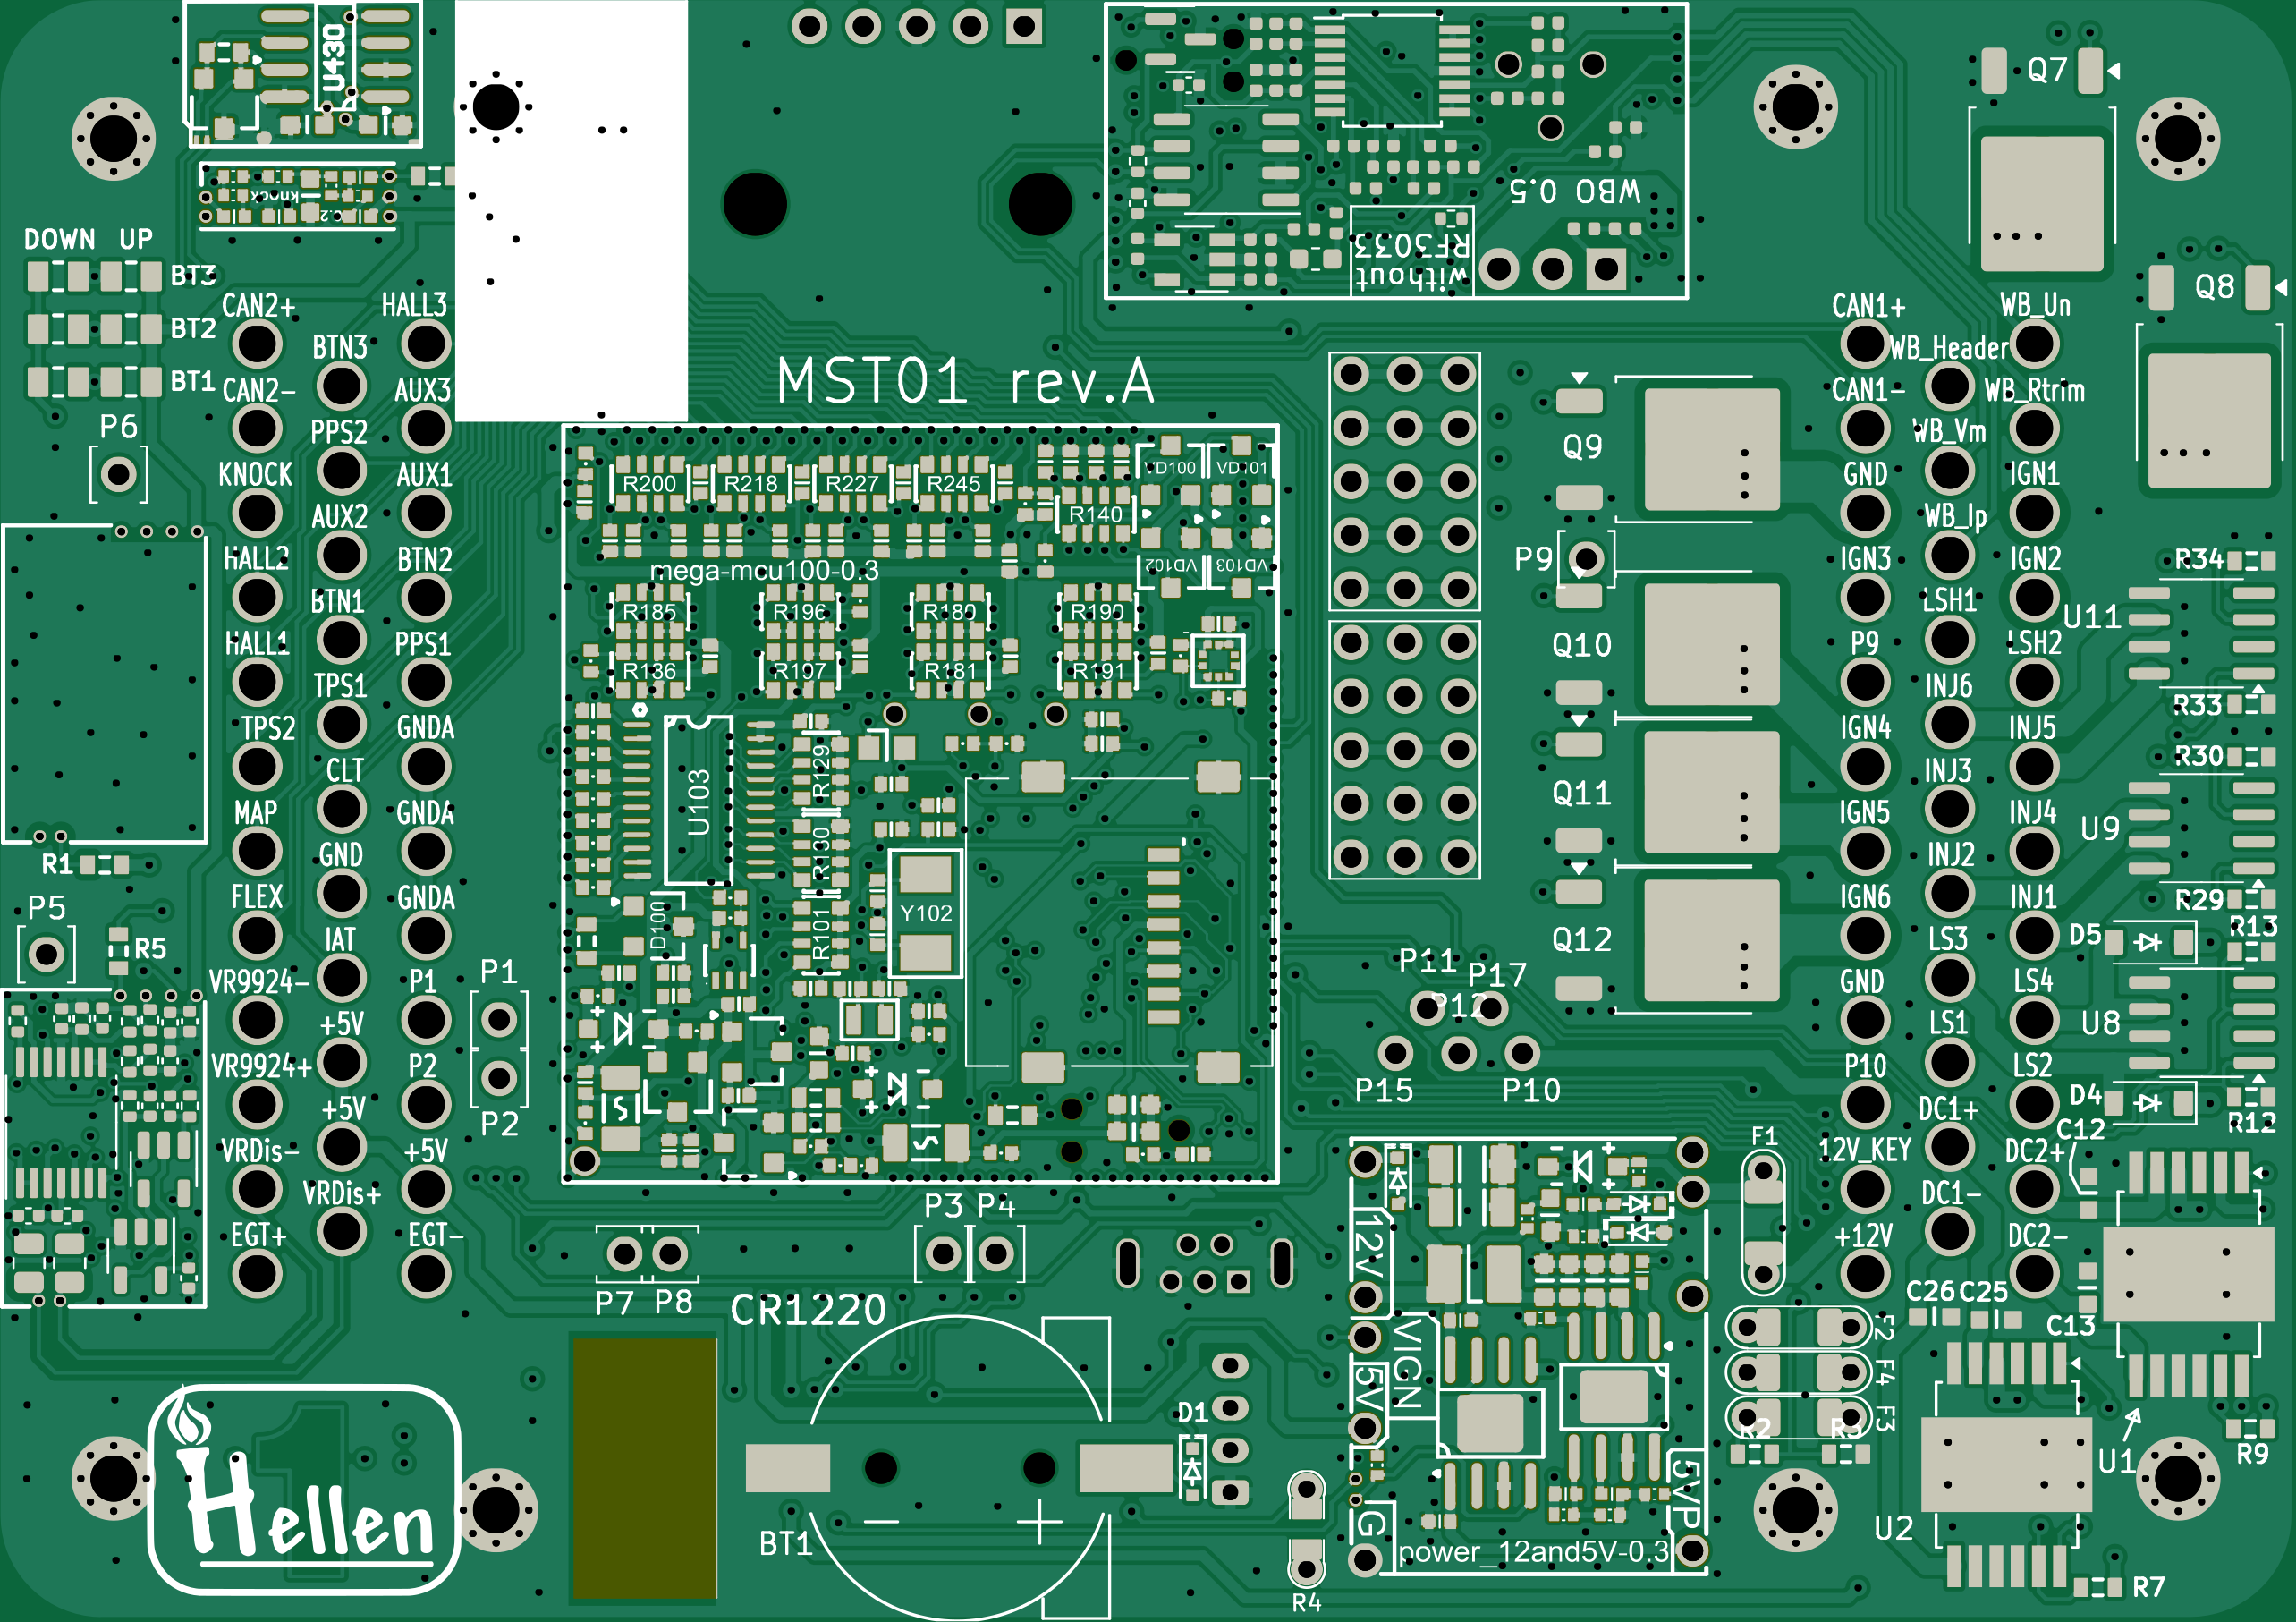 U430
knock
Q7
WBO 0.5
RF3033
without
DOWN UP
BT3
BT2
BT1
Q8
CAN2+
HALL3
BTN3
CAN2-
AUX3
PPS2
P6
KNOCK
AUX1
AUX2
HALL2
BTN2
BTN1
HALL1
PPS1
TPS1
TPS2
GNDA
CLT
MAP
GNDA
GND
FLEX
GNDA
IAT
VR9924-
P1
+5V
VR9924+
P2
+5V
VRDis-
+5V
VRDis+
EGT+
EGT-
R1
P5
R5
P1
P2
MST01 rev.A
R200
R218
R227
R245
R140
VD100
VD101
VD102
VD103
mega-mcu100-0.3
R185
R196
R180
R190
R136
R197
R181
R191
U103
R129
R100
R101
D100
Y102
P3
P4
P7
P8
CR1220
BT1
D1
R4
Hellen
1
Q9
P9
Q10
Q11
Q12
P11
P17
P12
P15
P10
CAN1+
WB_Un
WB_Header
CAN1-
WB_Rtrim
WB_Vm
GND
IGN1
WB_Ip
IGN3
IGN2
LSH1
P9
LSH2
INJ6
IGN4
INJ5
INJ3
IGN5
INJ4
INJ2
IGN6
INJ1
LS3
GND
LS4
LS1
P10
LS2
DC1+
12V_KEY
DC2+
DC1-
+12V
DC2-
R34
U11
R33
R30
U9
R29
R13
D5
U8
D4
R12
C12
C26
C25
C13
F1
F2
F4
F3
R2
R3
12V
VIGN
5V
G
5VP
power_12and5V-0.3
U1
R9
U2
R7